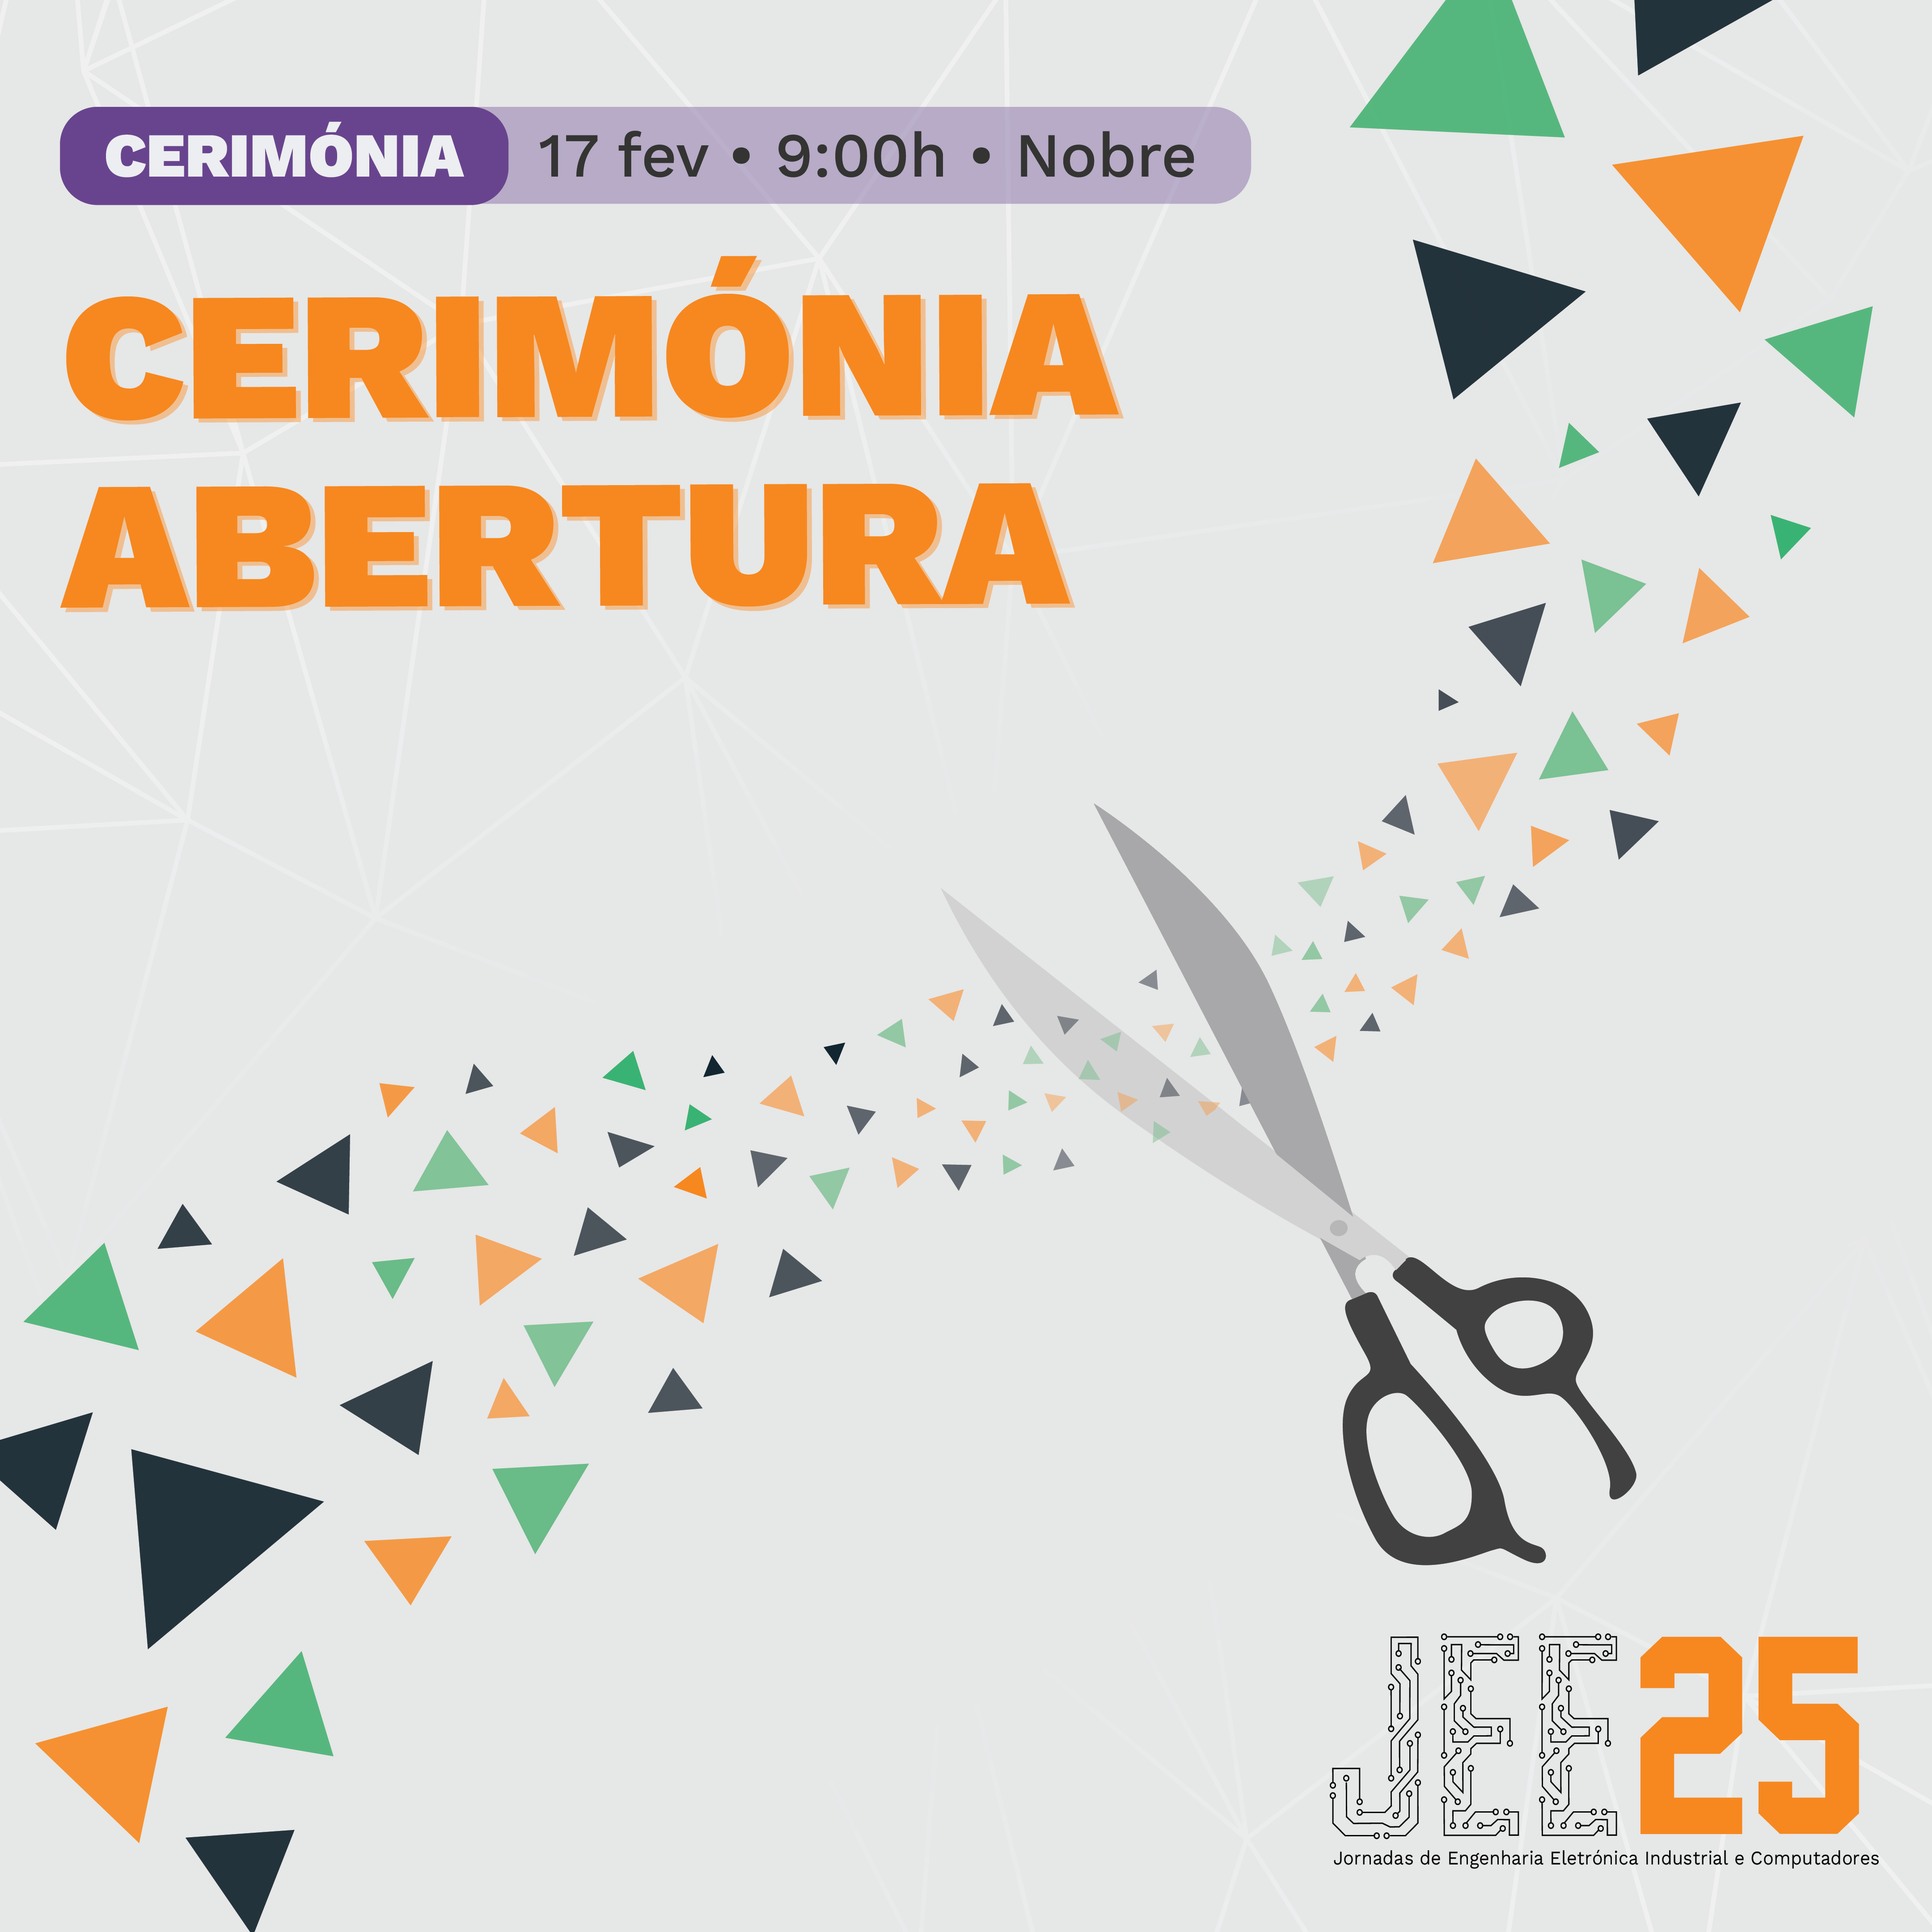 CERIMÓNIA 17 fev • 9:00h • Nobre
CERIMÓNIA
ABERTURA
JEE25
Jornadas de Engenharia Eletrónica Industrial e Computadores